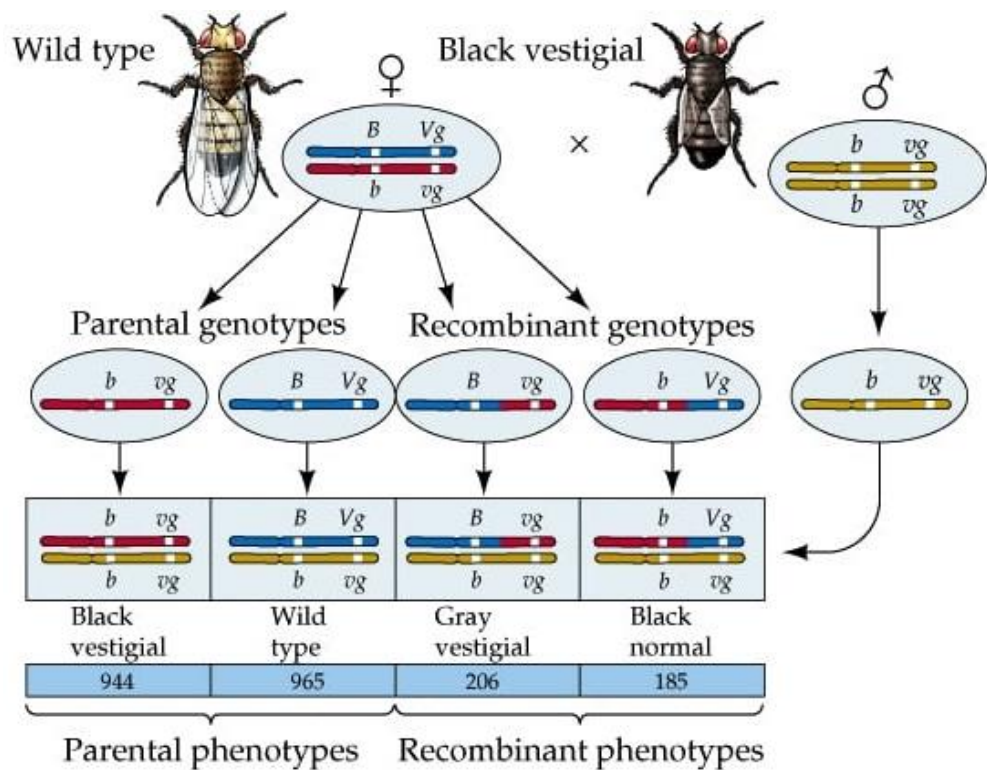 Wild type
♀
Black vestigial
♂
B Vg
b vg
×
b vg
b vg
Parental genotypes
Recombinant genotypes
b vg
B Vg
B vg
b Vg
b vg
b vg
B Vg
B vg
b Vg
b vg
b vg
b vg
b vg
Black
vestigial
Wild
type
Gray
vestigial
Black
normal
944
965
206
185
Parental phenotypes
Recombinant phenotypes